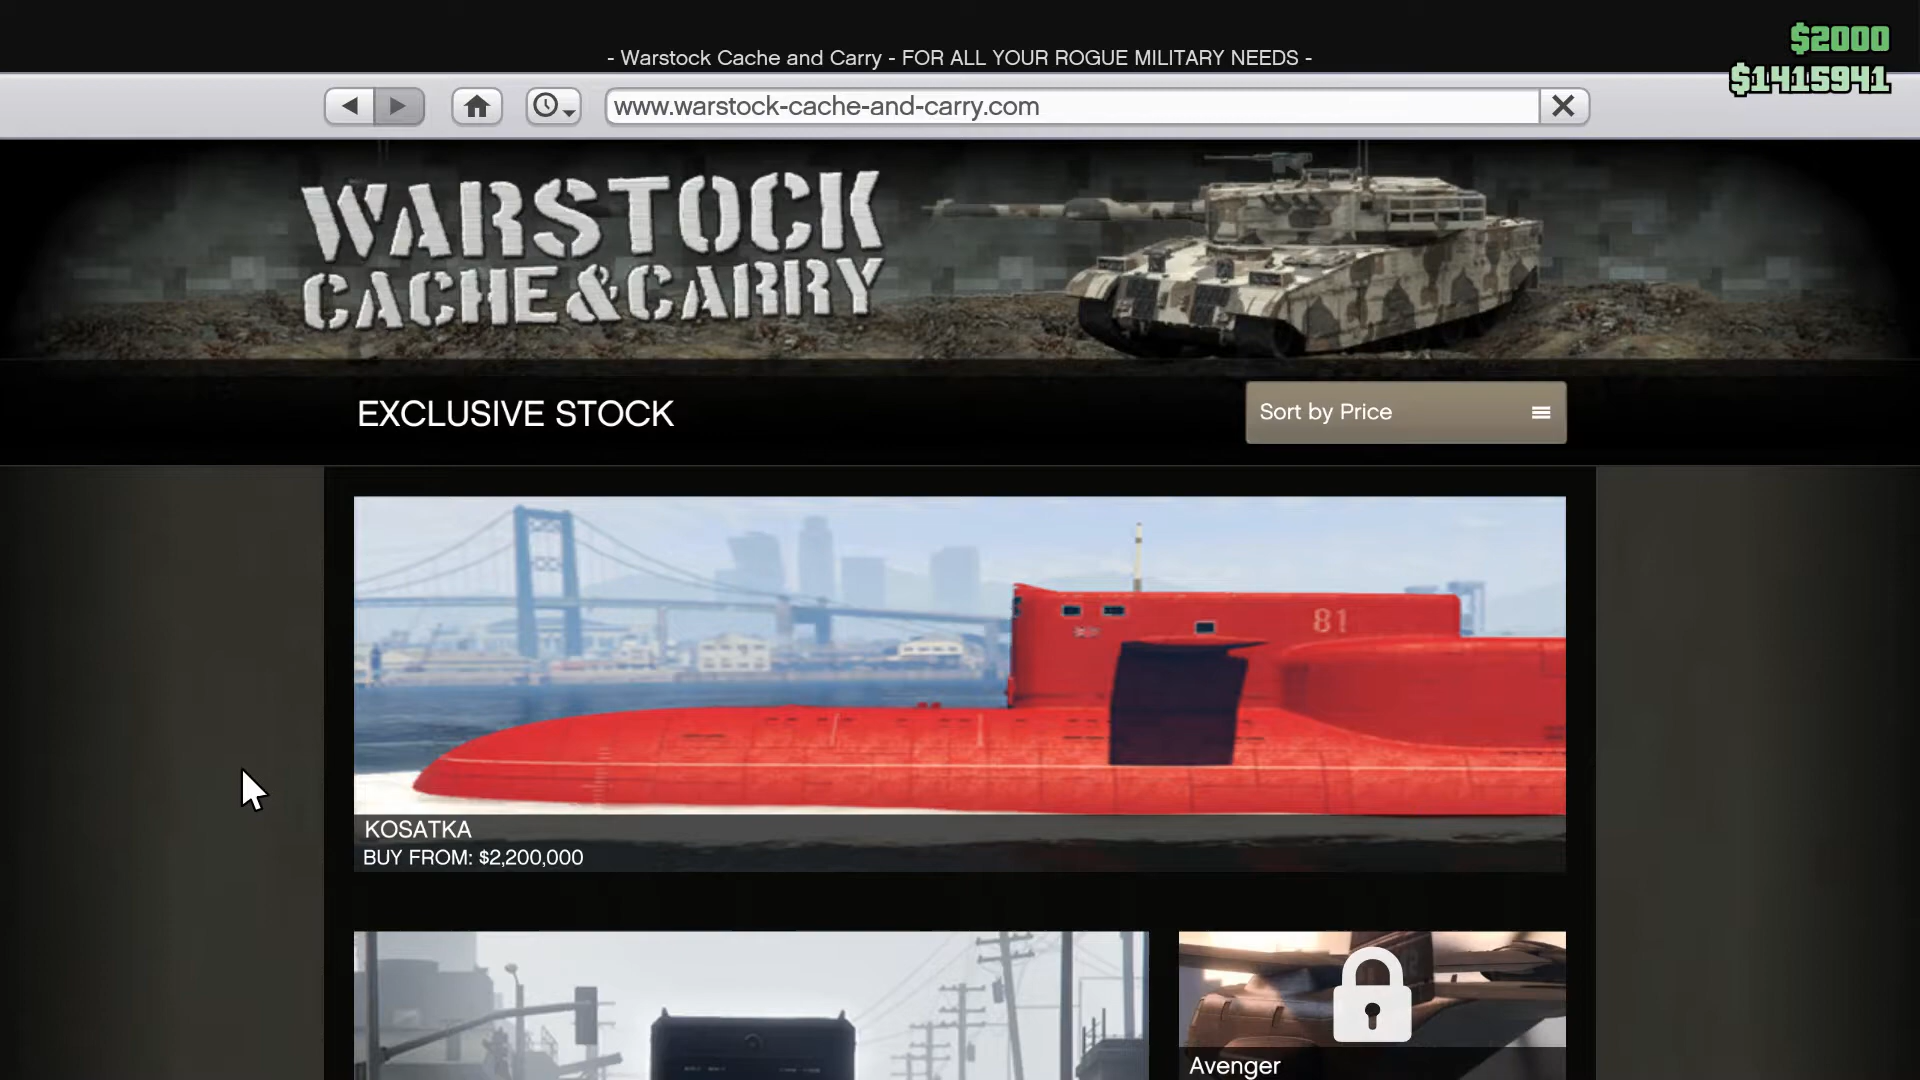 $2000
- Warstock Cache and Carry - FOR ALL YOUR ROGUE MILITARY NEEDS -
$1415941
www.warstock-cache-and-carry.com
WARSTOCK
CACHE & CARRY
EXCLUSIVE STOCK
Sort by Price
81
KOSATKA
BUY FROM: $2,200,000
Avenger